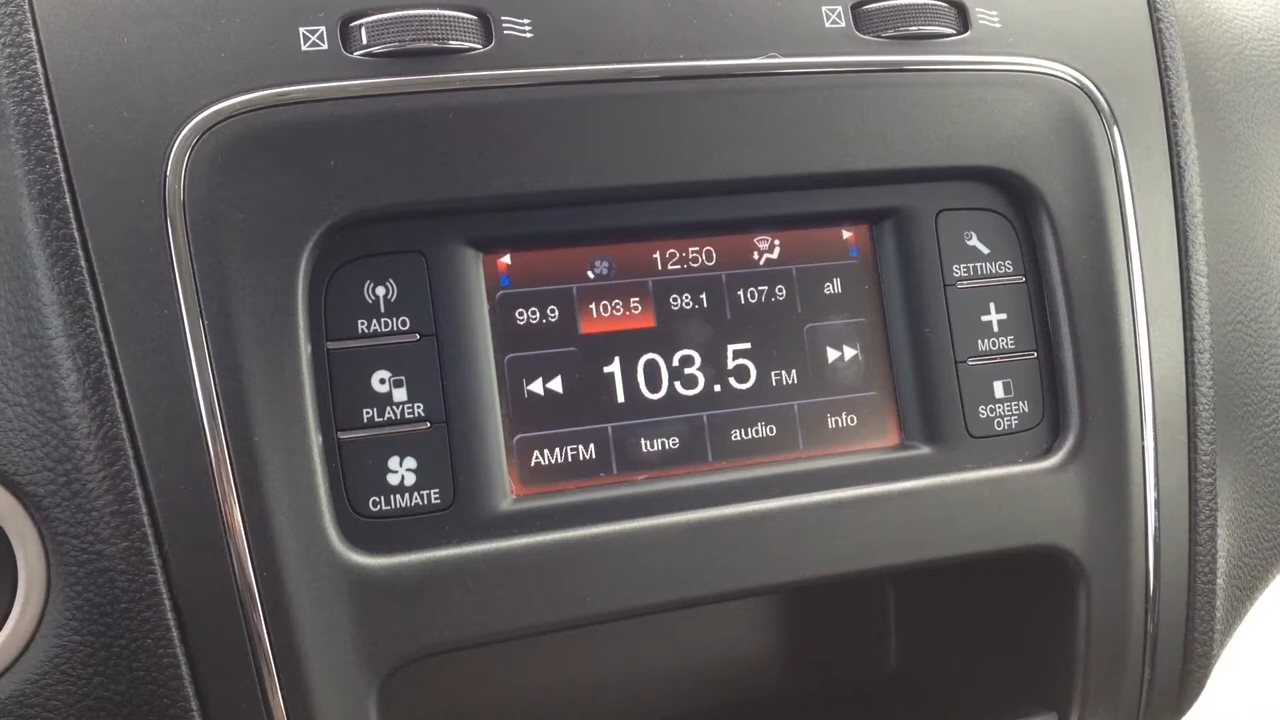 12:50
99.9 103.5 98.1 107.9 all
103.5 FM
AM/FM tune audio info
RADIO
PLAYER
CLIMATE
SETTINGS
MORE
SCREEN
OFF